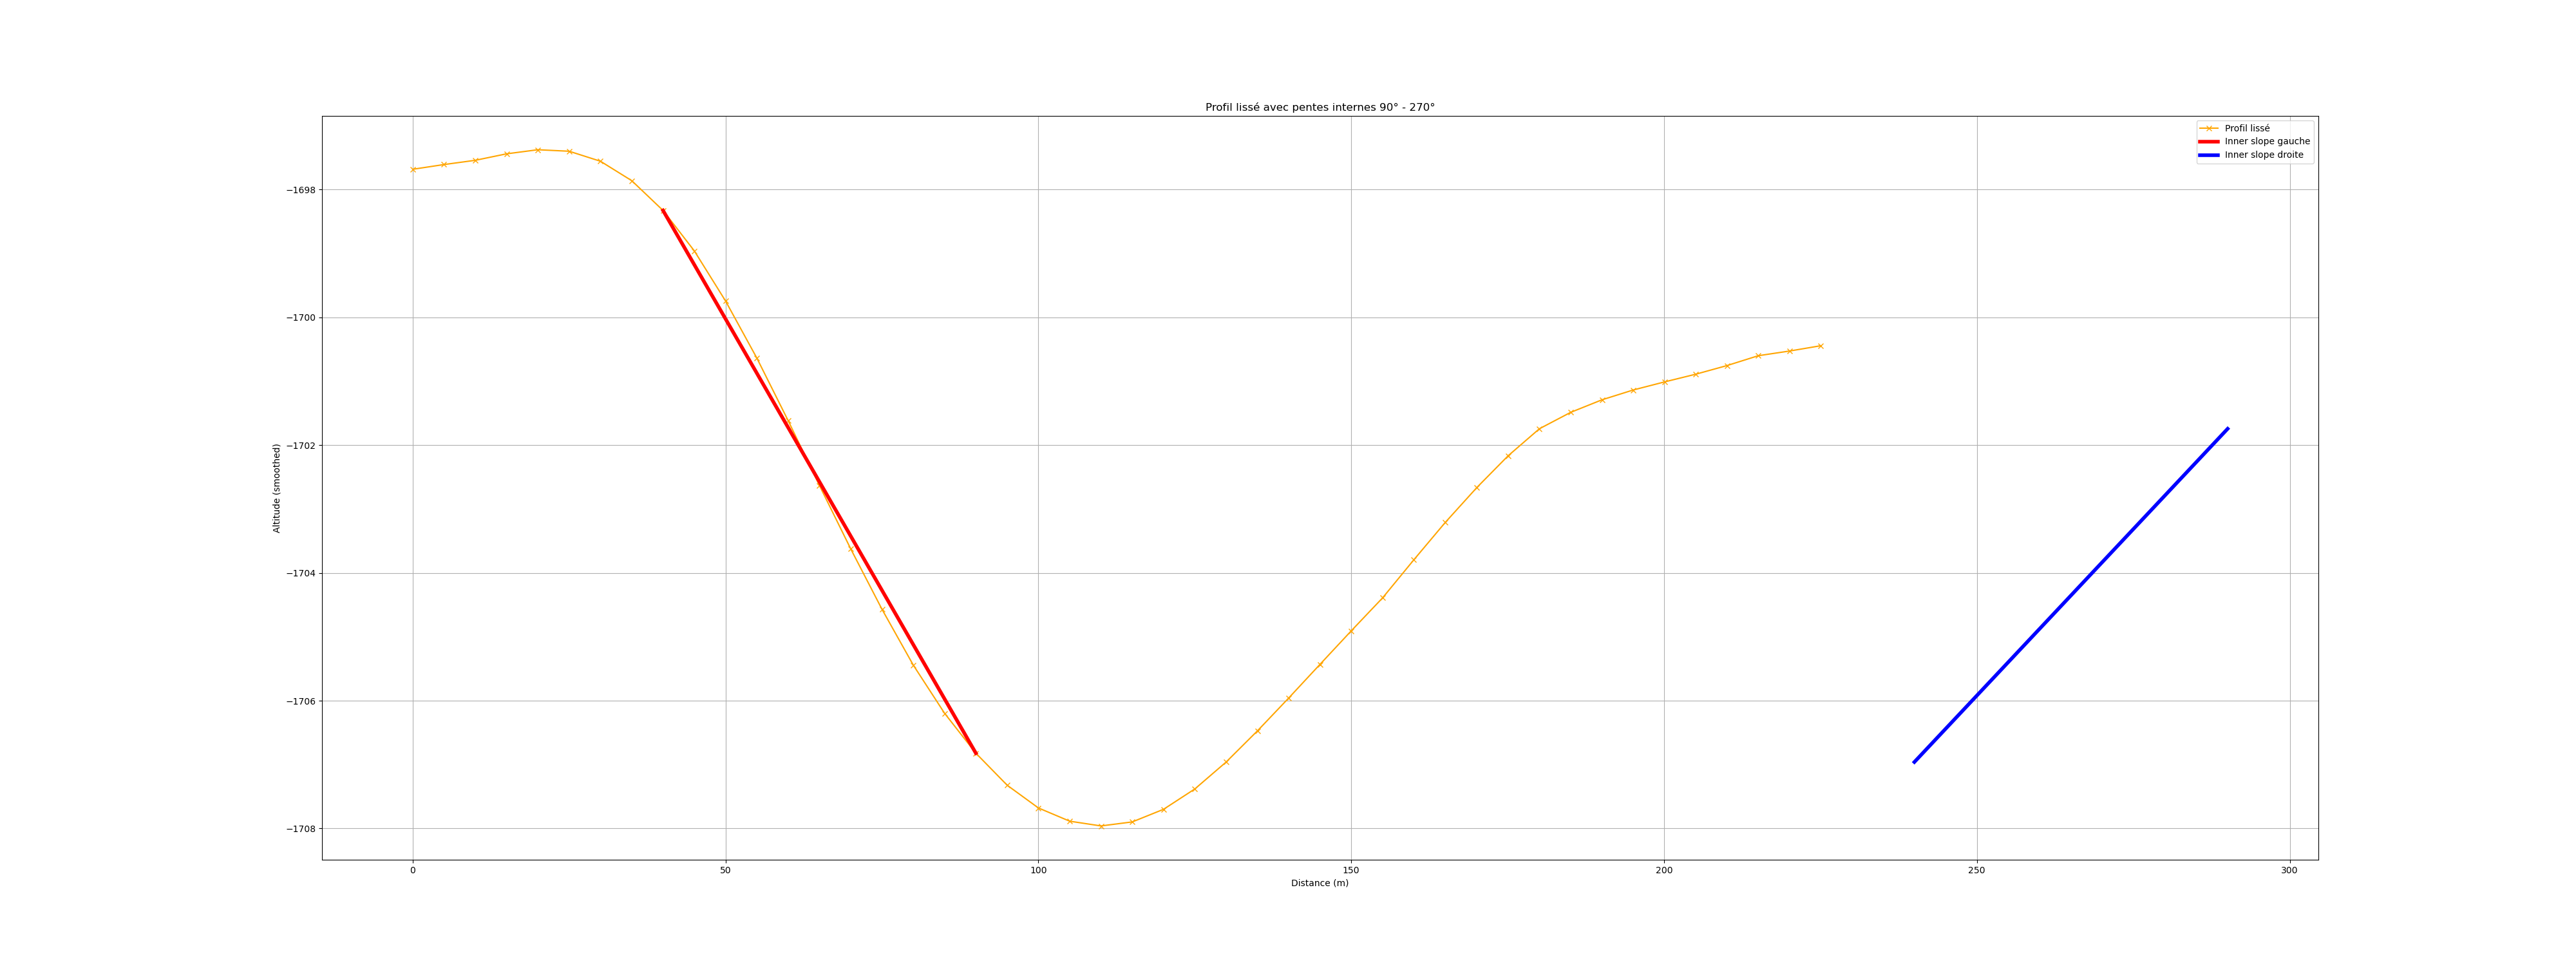 Profil lissé avec pentes internes 90° - 270°
Profil lissé
Inner slope gauche
Inner slope droite
−1698
−1700
−1702
−1704
−1706
−1708
Altitude (smoothed)
0
50
100
150
200
250
300
Distance (m)